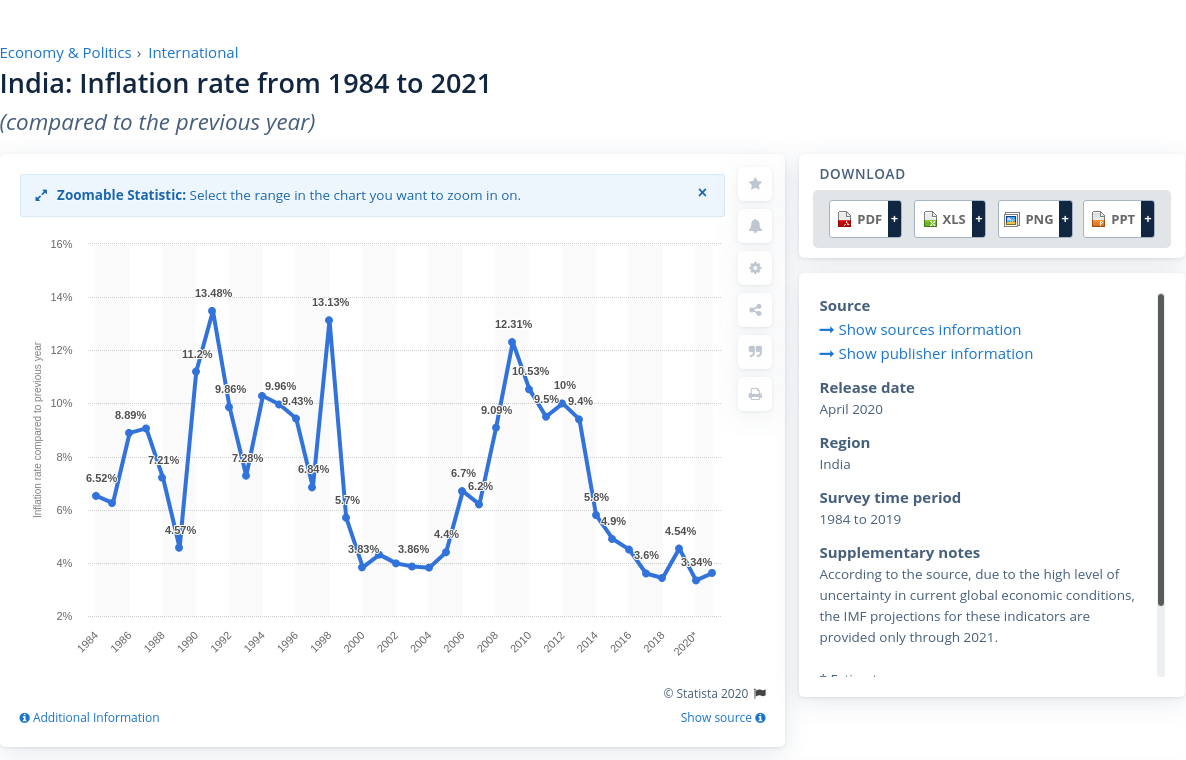 Economy & Politics › International
India: Inflation rate from 1984 to 2021
(compared to the previous year)
Zoomable Statistic: Select the range in the chart you want to zoom in on.
×
Inflation rate compared to previous year
16%
14%
12%
10%
8%
6%
4%
2%
6.52%
8.89%
7.21%
4.57%
11.2%
13.48%
9.86%
7.28%
9.96%
9.43%
6.84%
13.13%
5.7%
3.83%
3.86%
4.4%
6.7%
6.2%
9.09%
12.31%
10.53%
9.5%
10%
9.4%
5.8%
4.9%
3.6%
4.54%
3.34%
1984
1986
1988
1990
1992
1994
1996
1998
2000
2002
2004
2006
2008
2010
2012
2014
2016
2018
2020*
© Statista 2020
Additional Information
Show source
DOWNLOAD
PDF + XLS + PNG + PPT +
Source
Show sources information
Show publisher information
Release date
April 2020
Region
India
Survey time period
1984 to 2019
Supplementary notes
According to the source, due to the high level of
uncertainty in current global economic conditions,
the IMF projections for these indicators are
provided only through 2021.